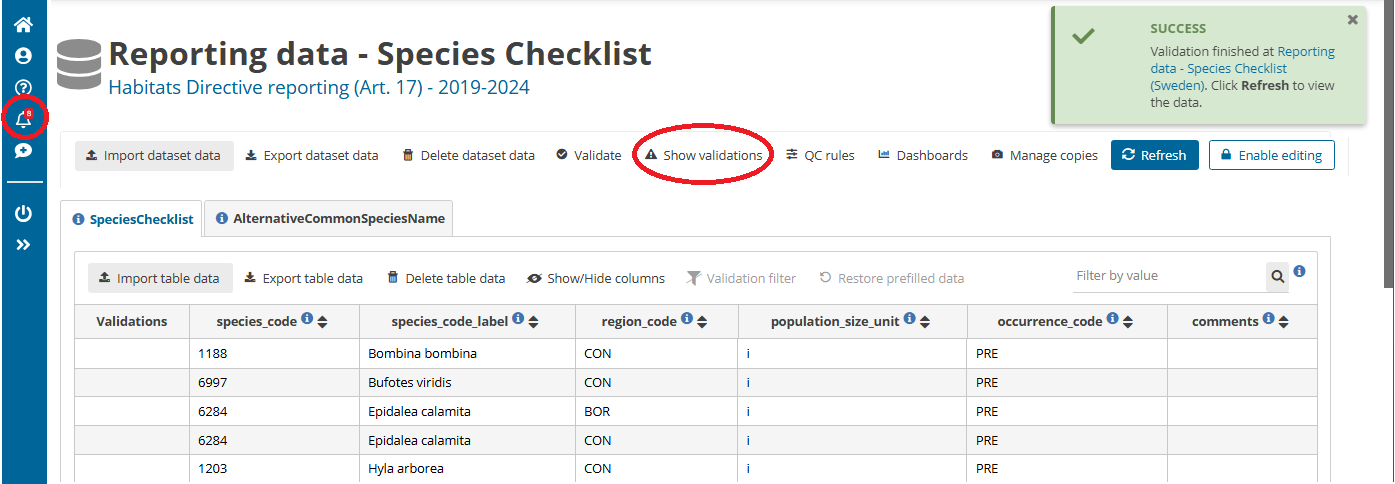 SUCCESS
Validation finished at Reporting
data - Species Checklist
(Sweden). Click Refresh to view
the data.
Reporting data - Species Checklist
Habitats Directive reporting (Art. 17) - 2019-2024
8
Import dataset data Export dataset data Delete dataset data Validate Show validations QC rules Dashboards Manage copies Refresh Enable editing
SpeciesChecklist AlternativeCommonSpeciesName
Import table data Export table data Delete table data Show/Hide columns Validation filter Restore prefilled data Filter by value
Validations species_code species_code_label region_code population_size_unit occurrence_code comments
1188 Bombina bombina CON i PRE
6997 Bufotes viridis CON i PRE
6284 Epidalea calamita BOR i PRE
6284 Epidalea calamita CON i PRE
1203 Hyla arborea CON i PRE